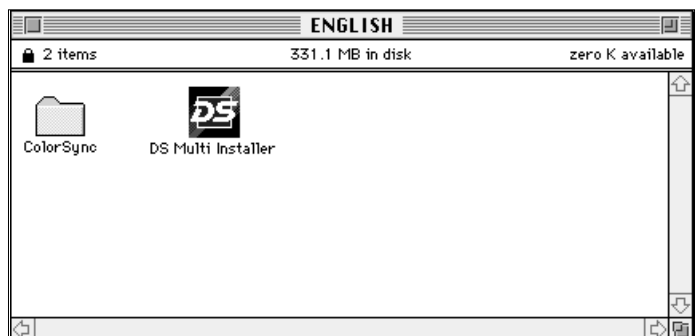 ENGLISH
2 items 331.1 MB in disk zero K available
DS
ColorSync DS Multi Installer